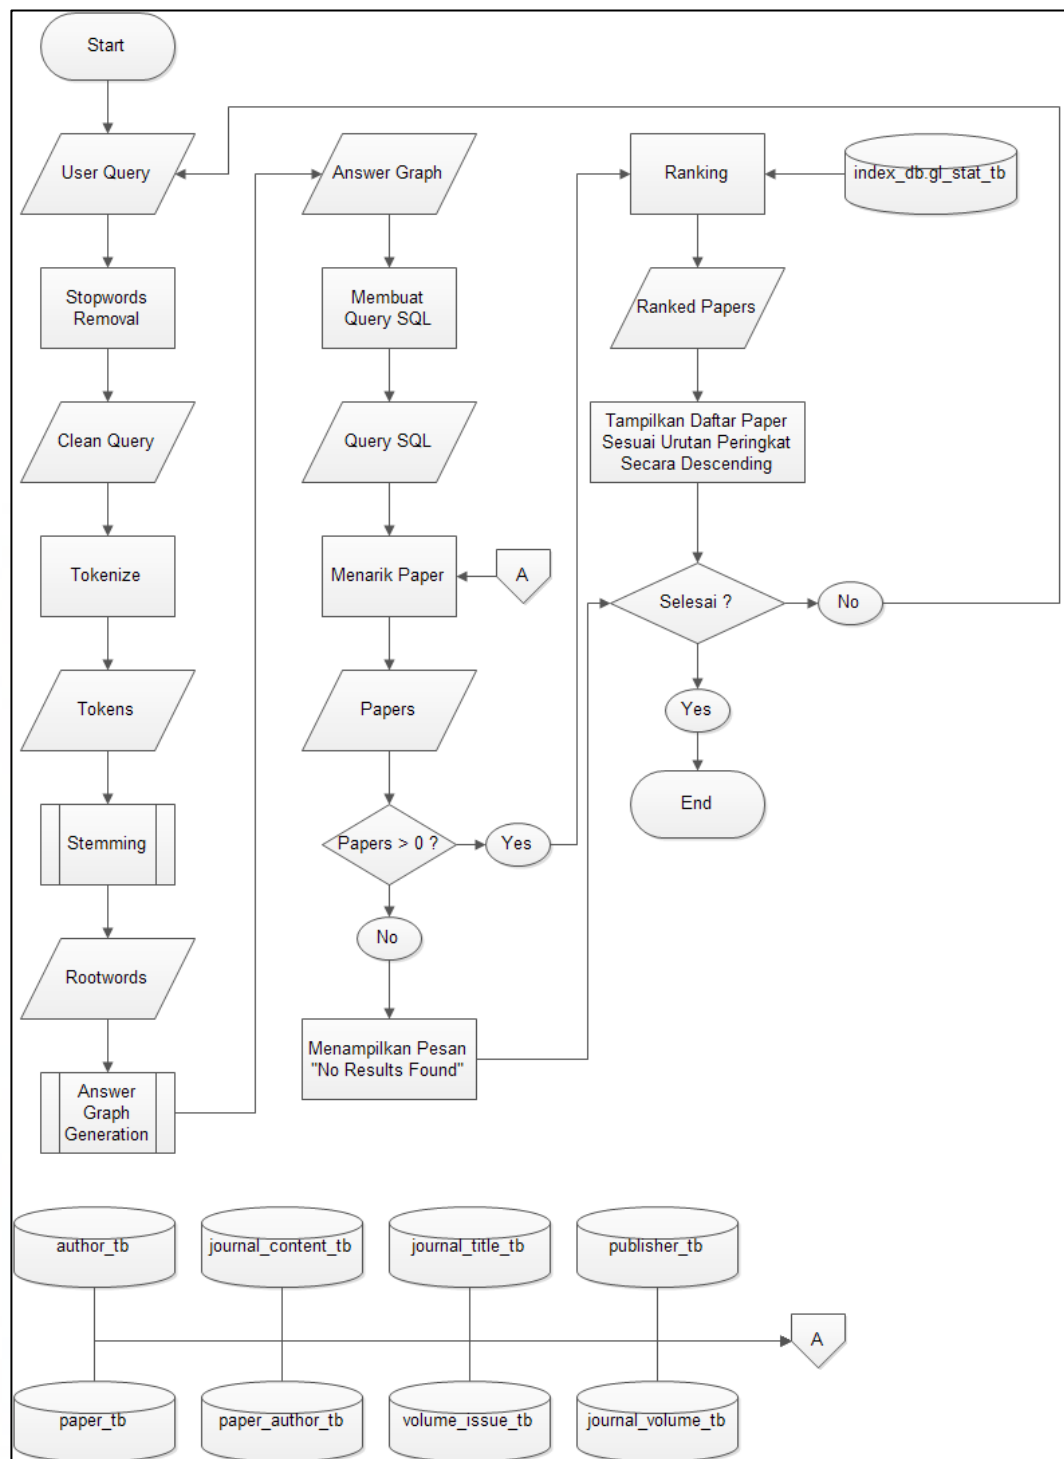 Start
User Query
Stopwords
Removal
Clean Query
Tokenize
Tokens
Stemming
Rootwords
Answer
Graph
Generation
Answer Graph
Membuat
Query SQL
Query SQL
Menarik Paper
A
Papers
Papers > 0 ?
Yes
No
Menampilkan Pesan
"No Results Found"
Ranking
index_db.gl_stat_tb
Ranked Papers
Tampilkan Daftar Paper
Sesuai Urutan Peringkat
Secara Descending
Selesai ?
No
Yes
End
author_tb
journal_content_tb
journal_title_tb
publisher_tb
A
paper_tb
paper_author_tb
volume_issue_tb
journal_volume_tb